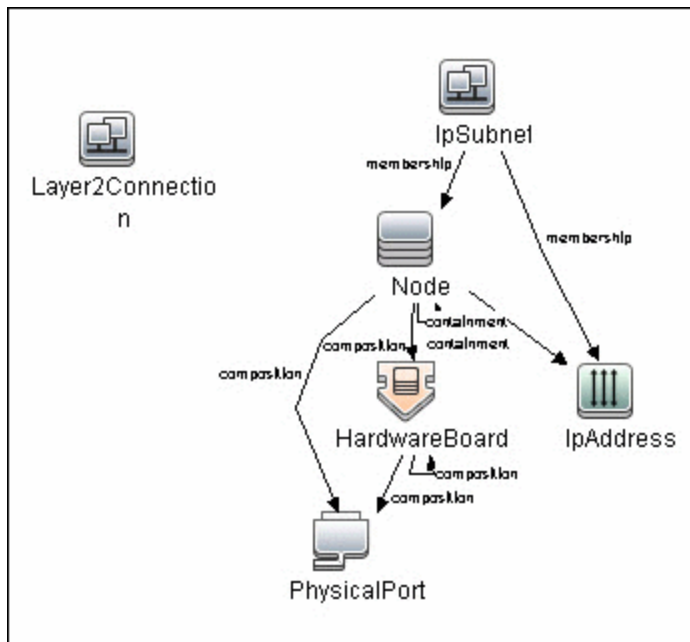 IpSubnet
Layer2Connectio
n
membership
membership
Node
containment
composition
containment
composition
HardwareBoard
IpAddress
composition
composition
PhysicalPort